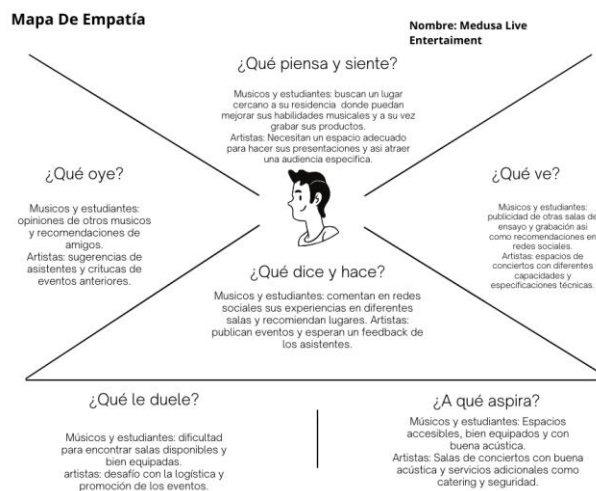 Mapa De Empatía
Nombre: Medusa Live
Entertaiment
¿Qué piensa y siente?
Musicos y estudiantes: buscan un lugar
cercano a su residencia donde puedan
mejorar sus habilidades musicales y a su vez
grabar sus productos.
Artistas: Necesitan un espacio adecuado
para hacer sus presentaciones y asi atraer
una audiencia especifica.
¿Qué oye?
Musicos y estudiantes:
opiniones de otros musicos
y recomendaciones de
amigos.
Artistas: sugerencias de
asistentes y critucas de
eventos anteriores.
¿Qué ve?
Músicos y estudiantes:
publicidad de otras salas de
ensayo y grabación asi
como recomendaciones en
redes sociales.
Artistas: espacios de
conciertos con diferentes
capacidades y
especificaciones técnicas.
¿Qué dice y hace?
Musicos y estudiantes: comentan en redes
sociales sus experiencias en diferentes
salas y recomiendan lugares. Artistas:
publican eventos y esperan un feedback de
los asistentes.
¿Qué le duele?
Músicos y estudiantes: dificultad
para encontrar salas disponibles y
bien equipadas.
artistas: desafío con la logística y
promoción de los eventos.
¿A qué aspira?
Músicos y estudiantes: Espacios
accesibles, bien equipados y con
buena acústica.
Artistas: Salas de conciertos con buena
acústica y servicios adicionales como
catering y seguridad.